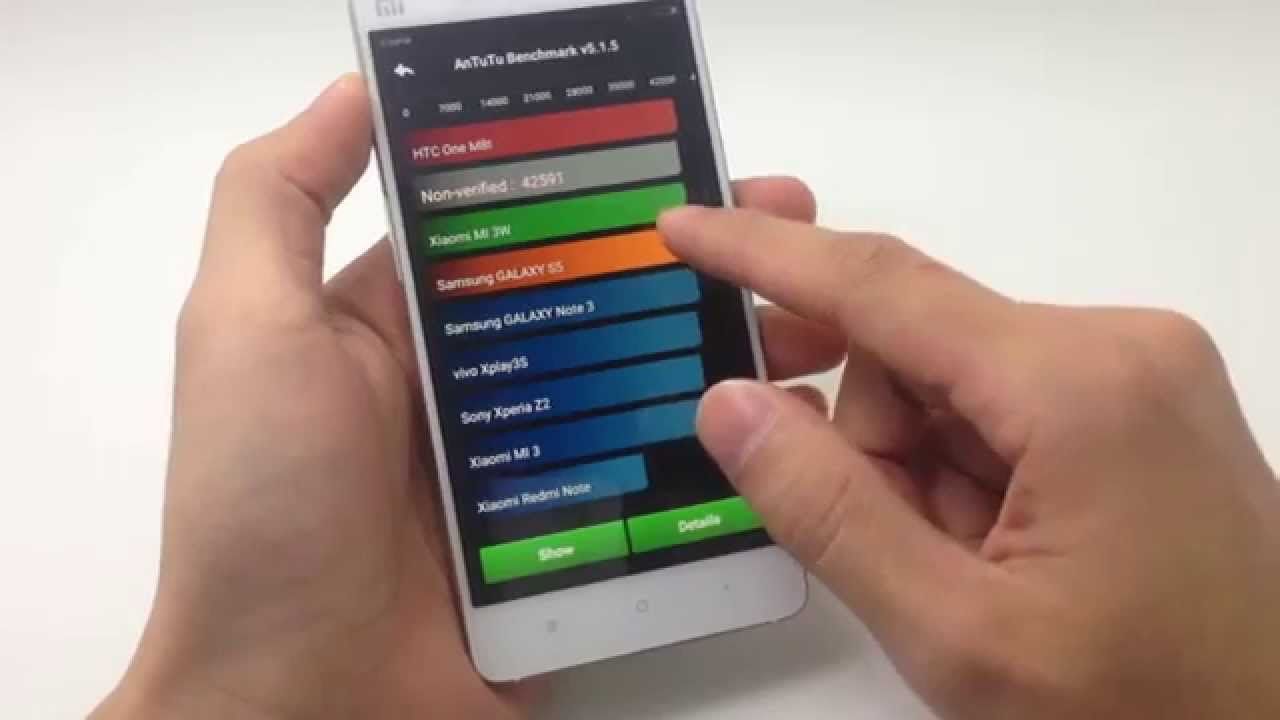 AnTuTu Benchmark v5.1.5
0 7000 14000 21000 28000 35000 42000 4
HTC One M8t
Non-verified : 42591
Xiaomi MI 3W
Samsung GALAXY S5
Samsung GALAXY Note 3
vivo Xplay3S
Sony Xperia Z2
Xiaomi MI 3
Xiaomi Redmi Note
Show Details